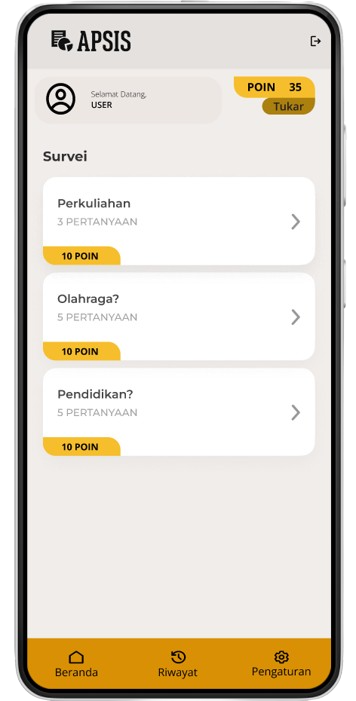 APSIS
Selamat Datang,
USER
POIN 35
Tukar
Survei
Perkuliahan
3 PERTANYAAN
10 POIN
Olahraga?
5 PERTANYAAN
10 POIN
Pendidikan?
5 PERTANYAAN
10 POIN
Beranda Riwayat Pengaturan